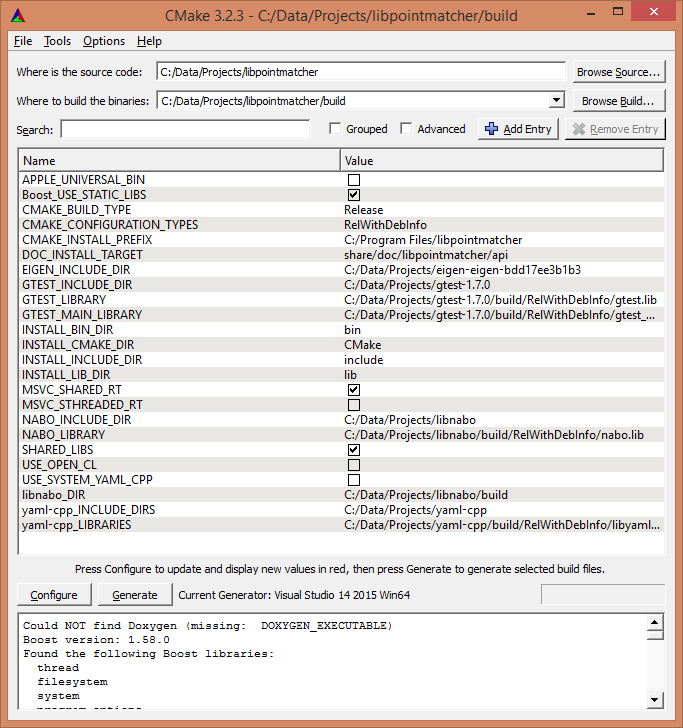 CMake 3.2.3 - C:/Data/Projects/libpointmatcher/build
File Tools Options Help
Where is the source code: C:/Data/Projects/libpointmatcher Browse Source...
Where to build the binaries: C:/Data/Projects/libpointmatcher/build Browse Build...
Search: Grouped Advanced Add Entry Remove Entry
Name Value
APPLE_UNIVERSAL_BIN
Boost_USE_STATIC_LIBS
CMAKE_BUILD_TYPE Release
CMAKE_CONFIGURATION_TYPES RelWithDebInfo
CMAKE_INSTALL_PREFIX C:/Program Files/libpointmatcher
DOC_INSTALL_TARGET share/doc/libpointmatcher/api
EIGEN_INCLUDE_DIR C:/Data/Projects/eigen-eigen-bdd17ee3b1b3
GTEST_INCLUDE_DIR C:/Data/Projects/gtest-1.7.0
GTEST_LIBRARY C:/Data/Projects/gtest-1.7.0/build/RelWithDebInfo/gtest.lib
GTEST_MAIN_LIBRARY C:/Data/Projects/gtest-1.7.0/build/RelWithDebInfo/gtest_...
INSTALL_BIN_DIR bin
INSTALL_CMAKE_DIR CMake
INSTALL_INCLUDE_DIR include
INSTALL_LIB_DIR lib
MSVC_SHARED_RT
MSVC_STHREADED_RT
NABO_INCLUDE_DIR C:/Data/Projects/libnabo
NABO_LIBRARY C:/Data/Projects/libnabo/build/RelWithDebInfo/nabo.lib
SHARED_LIBS
USE_OPEN_CL
USE_SYSTEM_YAML_CPP
libnabo_DIR C:/Data/Projects/libnabo/build
yaml-cpp_INCLUDE_DIRS C:/Data/Projects/yaml-cpp
yaml-cpp_LIBRARIES C:/Data/Projects/yaml-cpp/build/RelWithDebInfo/libyaml...
Press Configure to update and display new values in red, then press Generate to generate selected build files.
Configure Generate Current Generator: Visual Studio 14 2015 Win64
Could NOT find Doxygen (missing: DOXYGEN_EXECUTABLE)
Boost version: 1.58.0
Found the following Boost libraries:
thread
filesystem
system
program_options